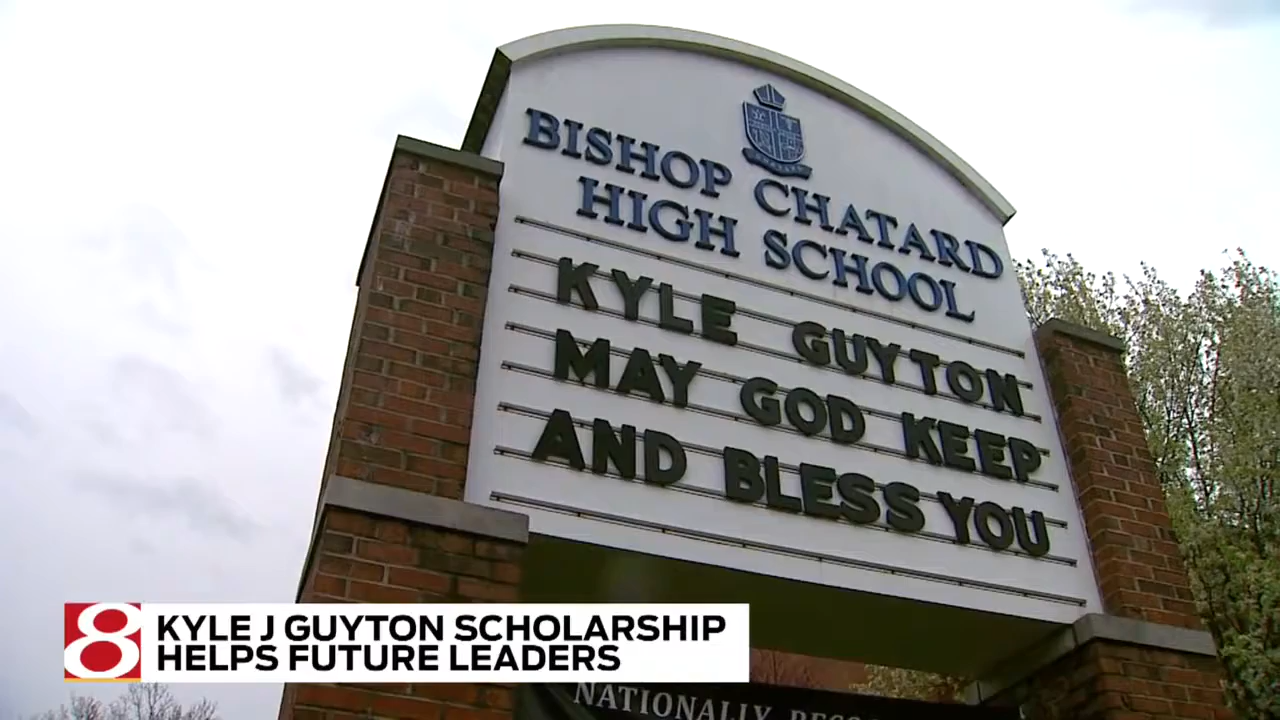 BISHOP CHATARD
HIGH SCHOOL
KYLE GUYTON
MAY GOD KEEP
AND BLESS YOU
8 KYLE J GUYTON SCHOLARSHIP
HELPS FUTURE LEADERS
NATIONALLY